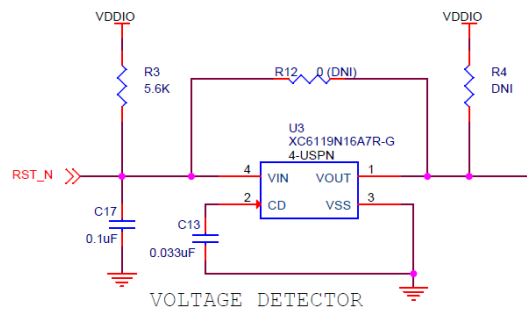 VDDIO
VDDIO
R3
5.6K
R12 0 (DNI)
R4
DNI
U3
XC6119N16A7R-G
4-USPN
RST_N
4 VIN VOUT 1
2 CD VSS 3
C17
0.1uF
C13
0.033uF
VOLTAGE DETECTOR